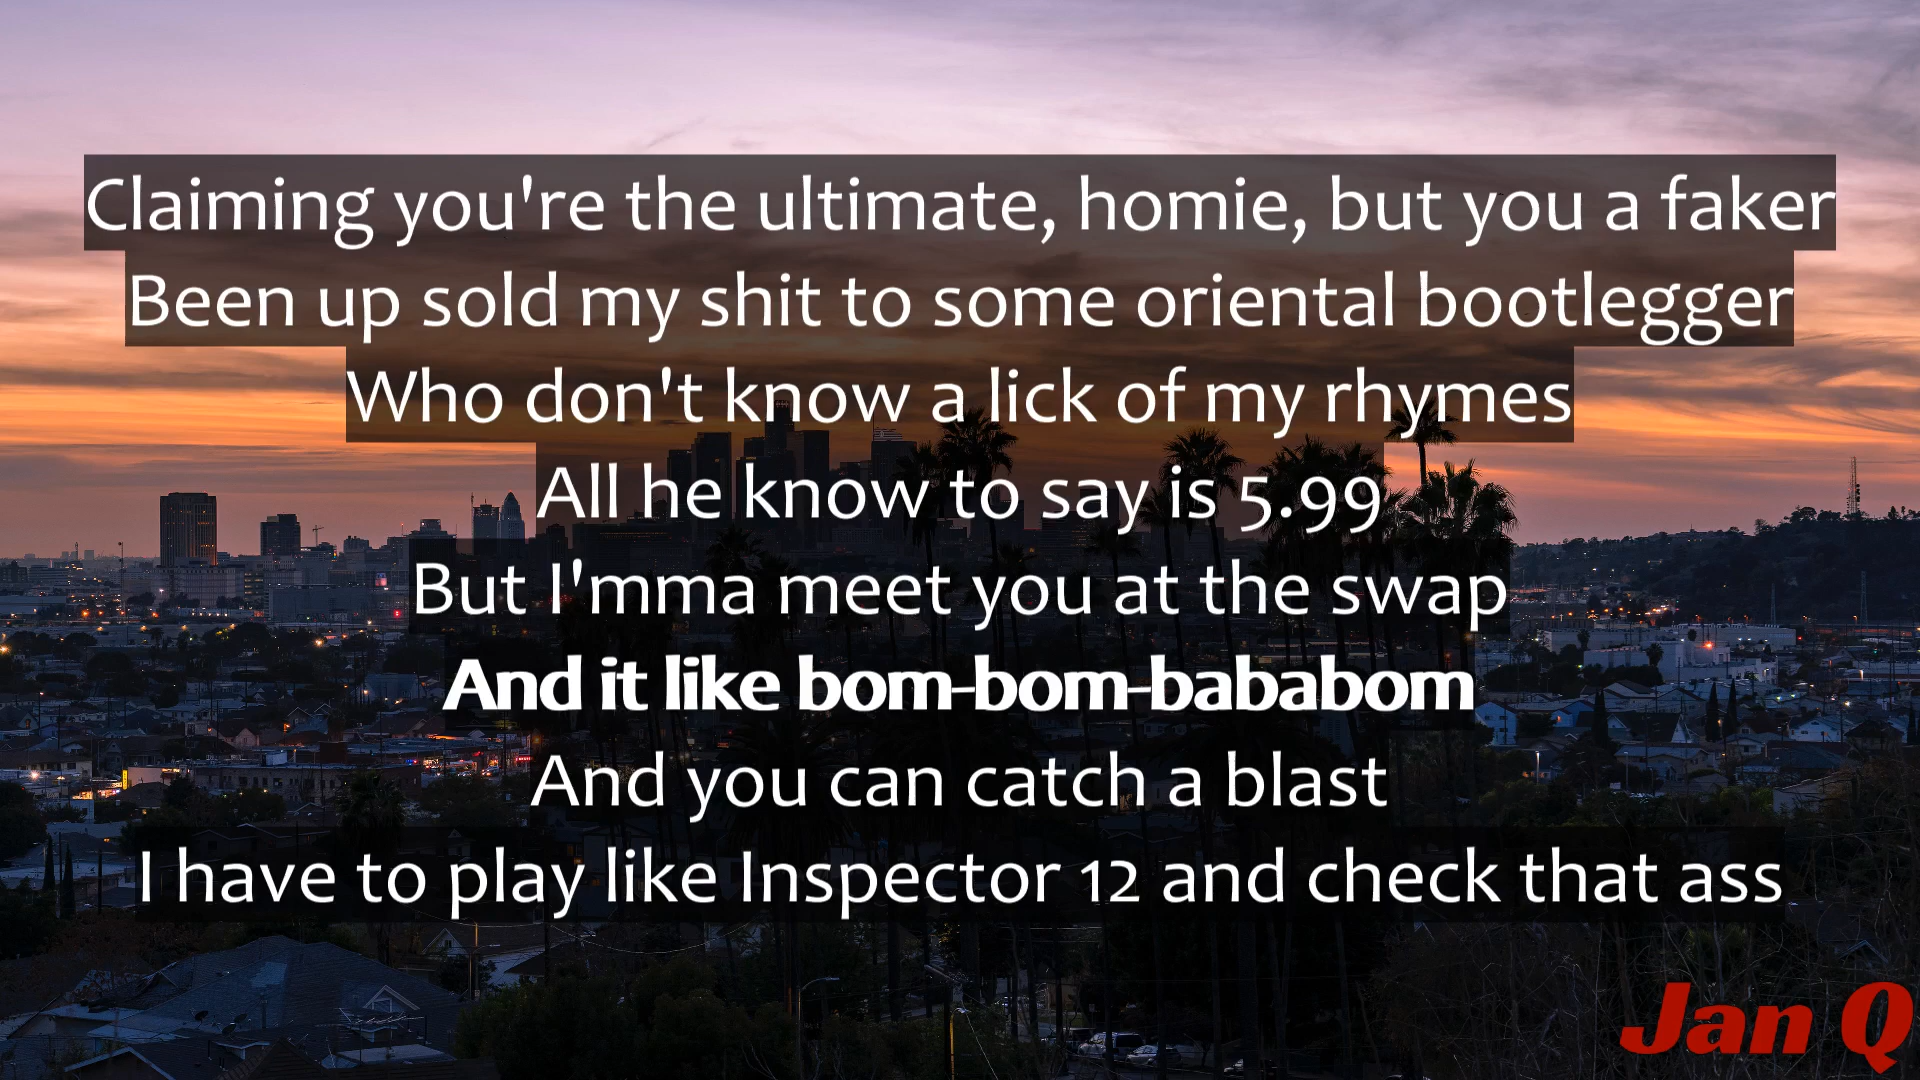 Claiming you're the ultimate, homie, but you a faker
Been up sold my shit to some oriental bootlegger
Who don't know a lick of my rhymes
All he know to say is 5.99
But I'mma meet you at the swap
And it like bom-bom-bababom
And you can catch a blast
I have to play like Inspector 12 and check that ass
Jan Q